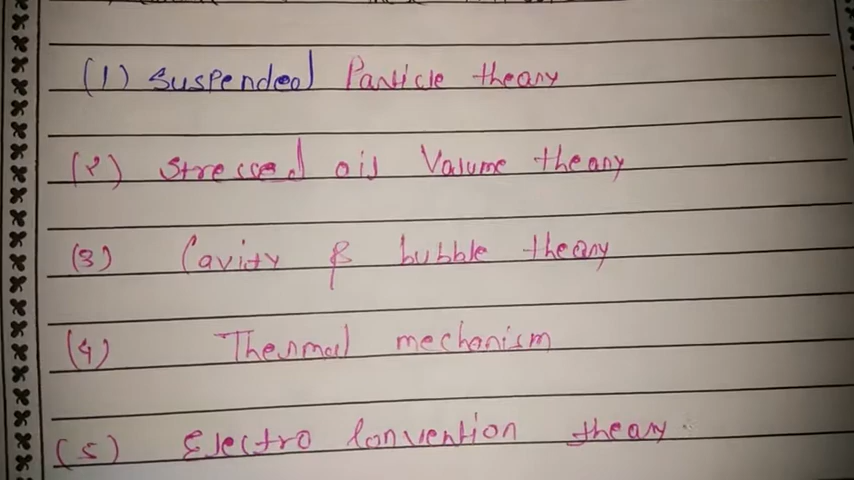 (1) Suspended Particle theory
(2) Stressed oil Volume theory
(3) Cavity & bubble theory
(4) Thermal mechanism
(5) Electro Convention theory